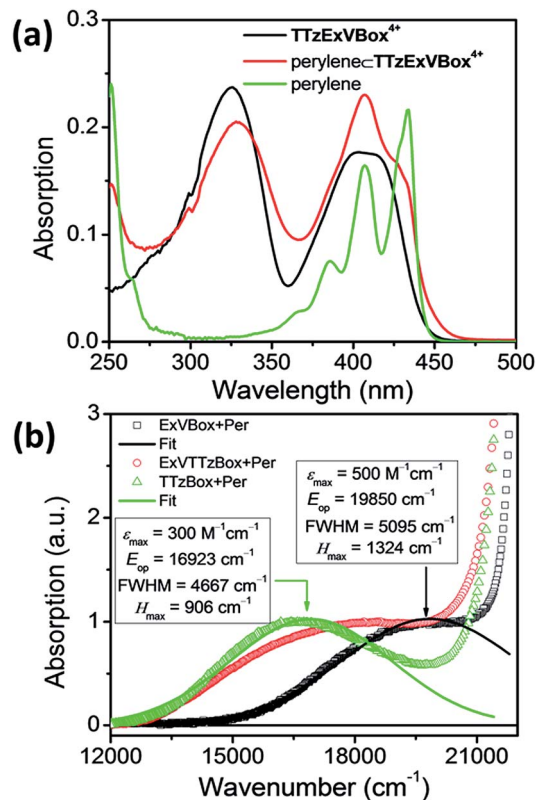 (a)
0.3
0.2
0.1
0.0
Absorption
TTzExVBox⁴⁺
perylene⊂TTzExVBox⁴⁺
perylene
250 300 350 400 450 500
Wavelength (nm)
(b)
3
2
1
0
Absorption (a.u.)
ExVBox+Per
Fit
ExVTTzBox+Per
TTzBox+Per
Fit
εmax = 500 M⁻¹cm⁻¹
Eop = 19850 cm⁻¹
FWHM = 5095 cm⁻¹
Hmax = 1324 cm⁻¹
εmax = 300 M⁻¹cm⁻¹
Eop = 16923 cm⁻¹
FWHM = 4667 cm⁻¹
Hmax = 906 cm⁻¹
12000 15000 18000 21000
Wavenumber (cm⁻¹)